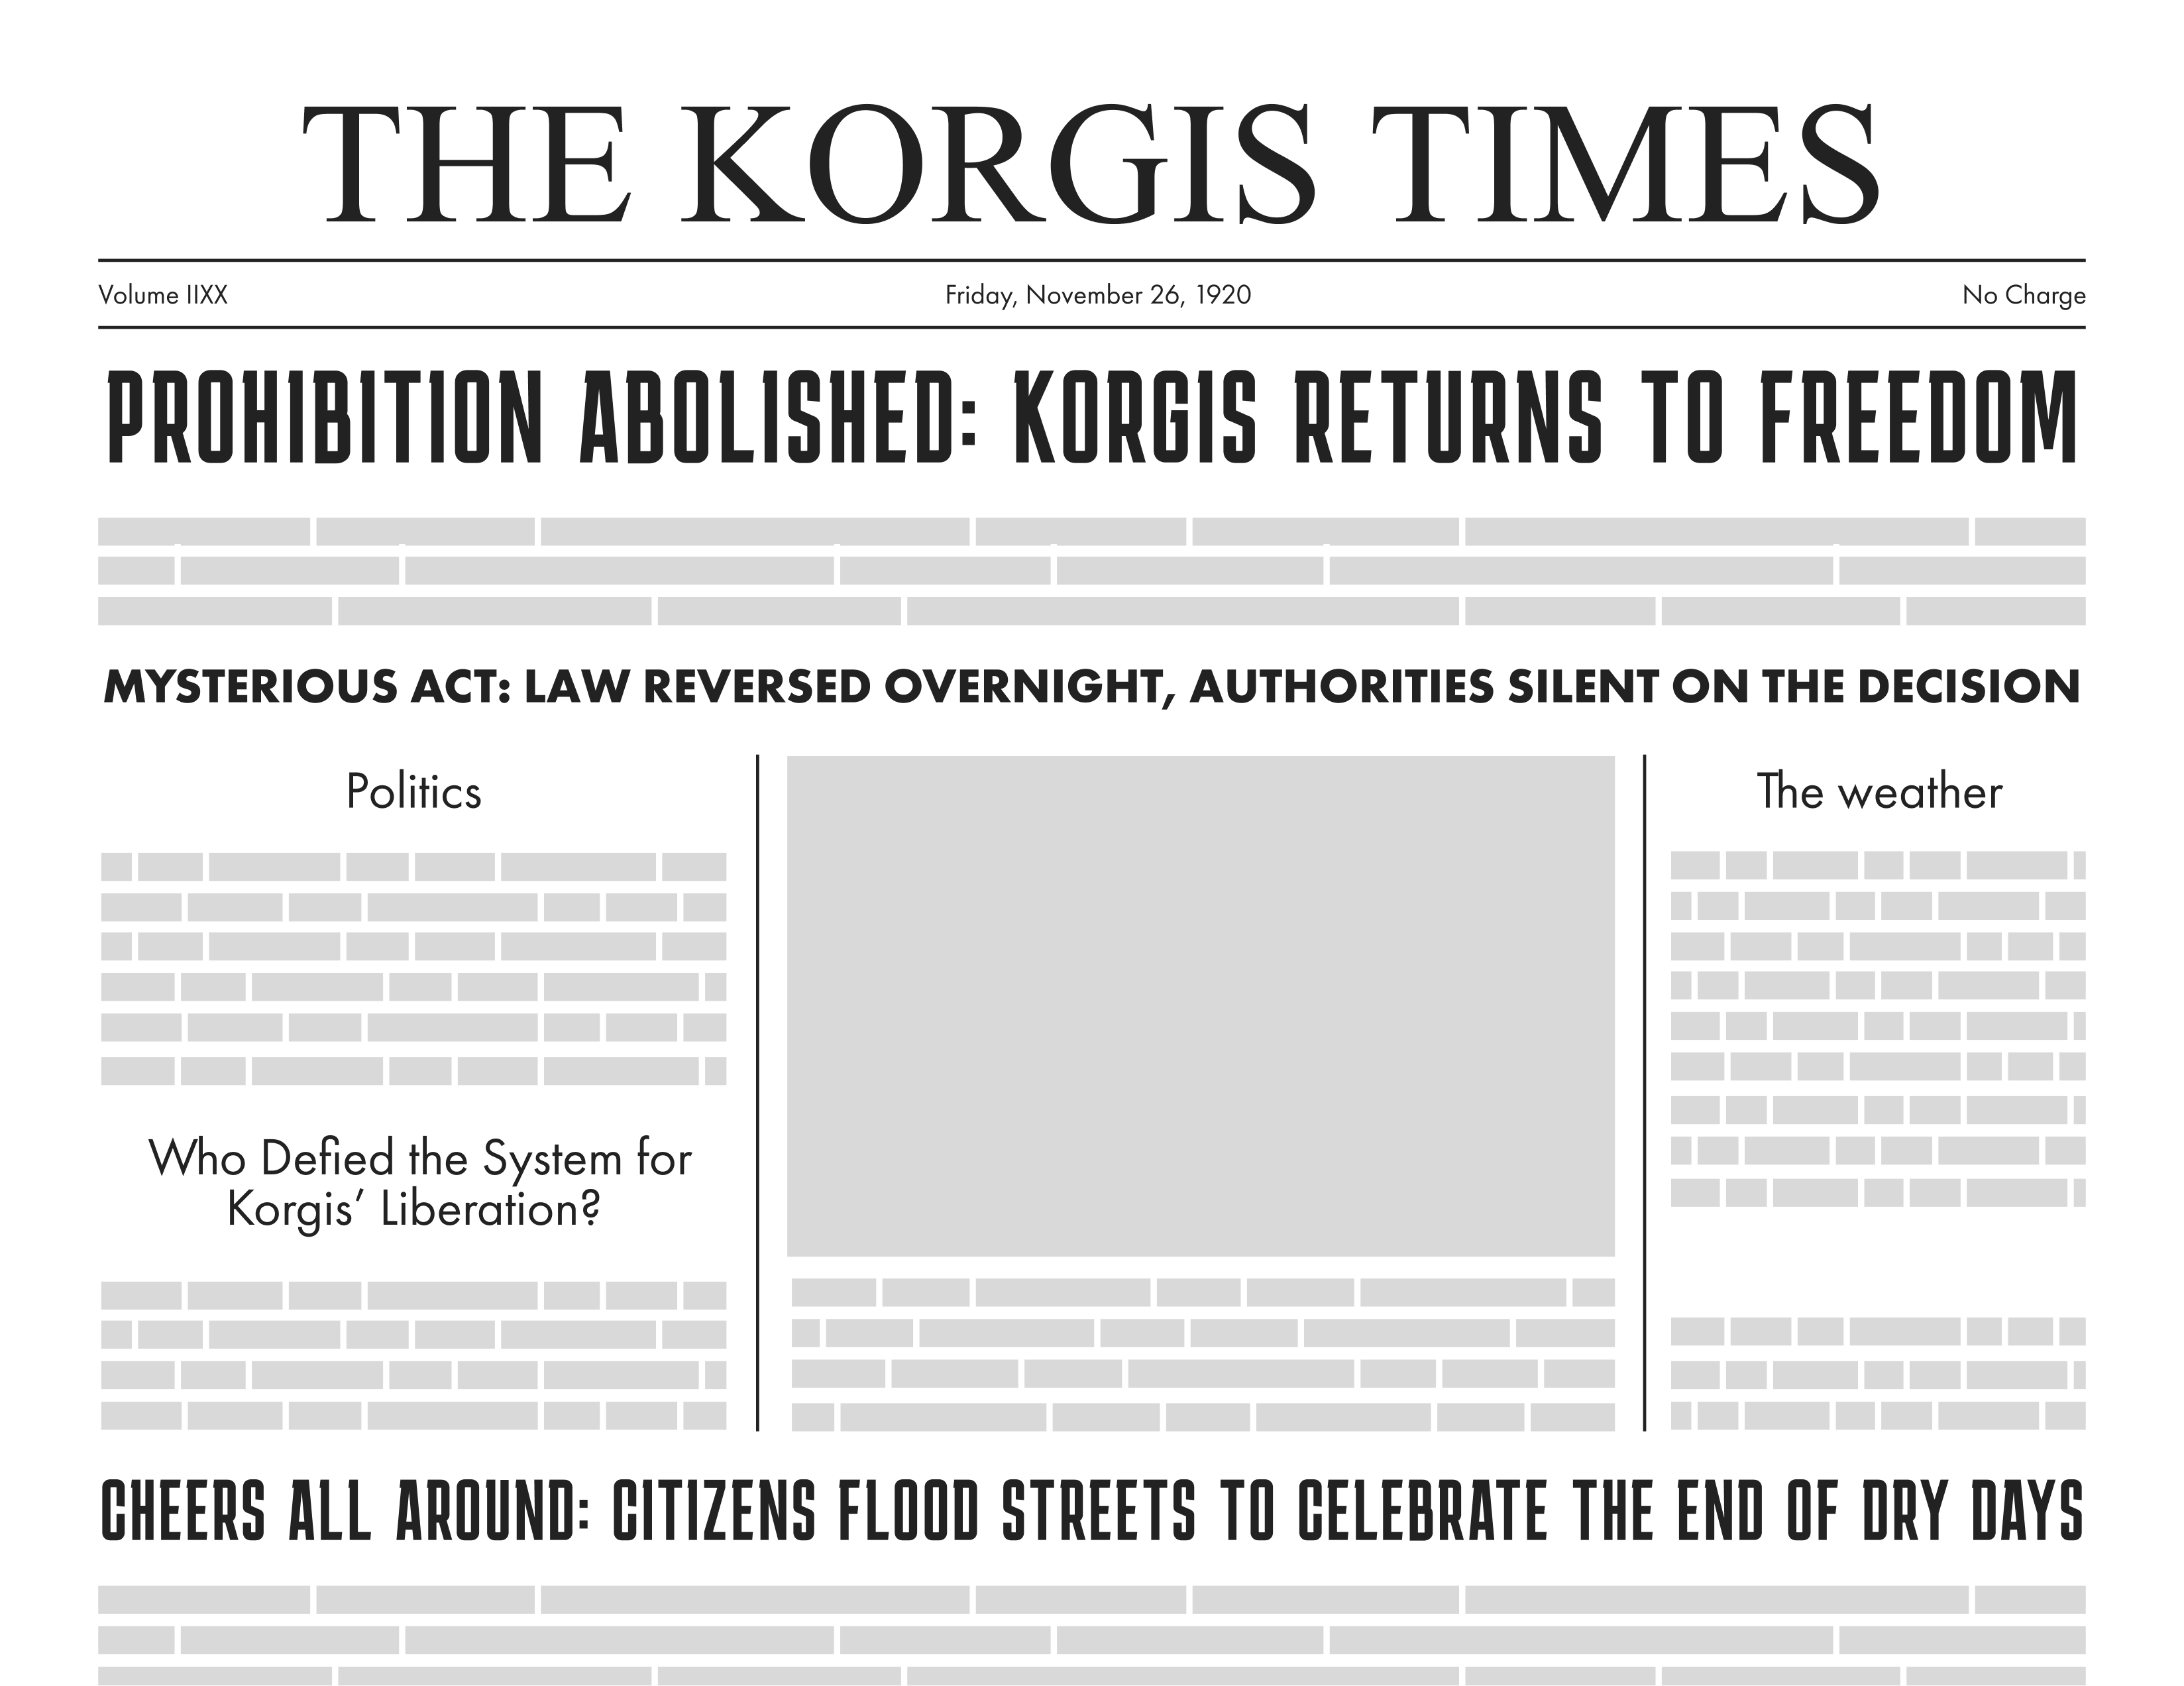 THE KORGIS TIMES
Volume IIXX
Friday, November 26, 1920
No Charge
PROHIBITION ABOLISHED: KORGIS RETURNS TO FREEDOM
MYSTERIOUS ACT: LAW REVERSED OVERNIGHT, AUTHORITIES SILENT ON THE DECISION
Politics
Who Defied the System for
Korgis’ Liberation?
The weather
CHEERS ALL AROUND: CITIZENS FLOOD STREETS TO CELEBRATE THE END OF DRY DAYS